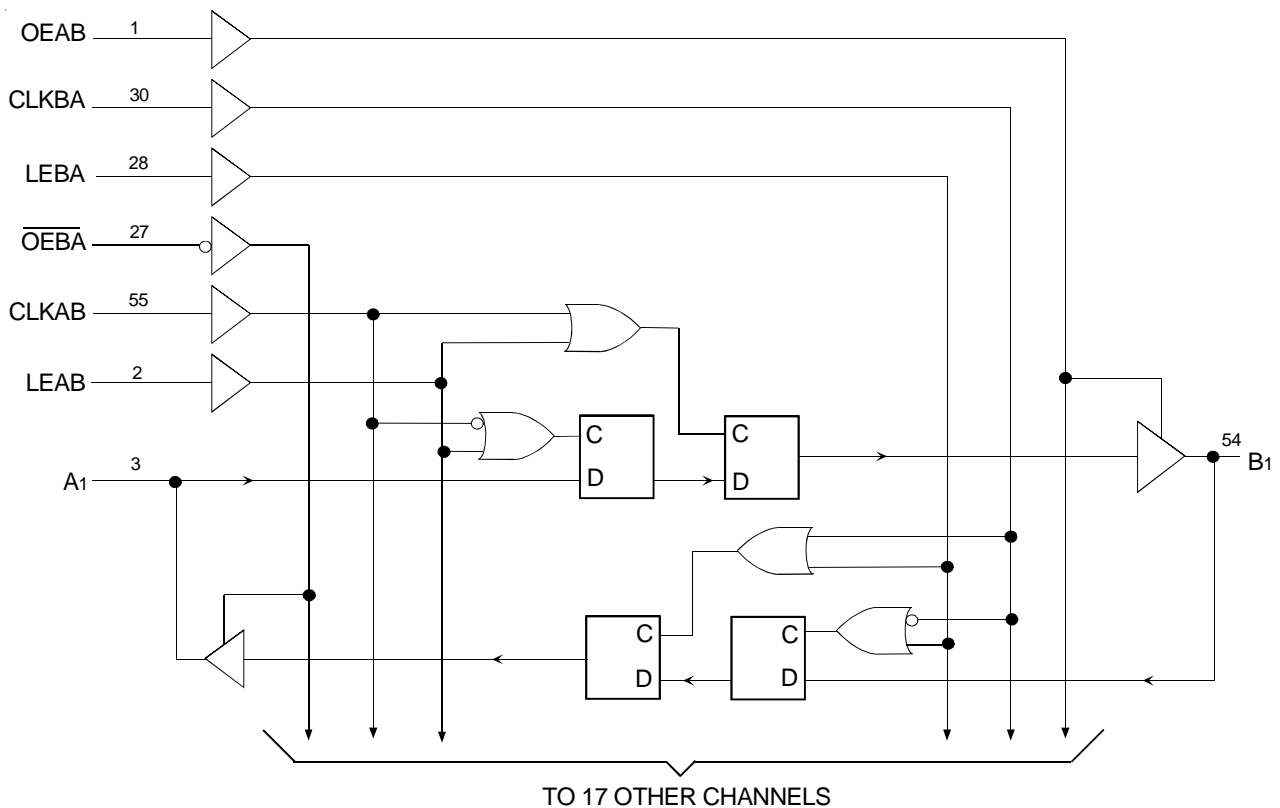 OEAB 1
CLKBA 30
LEBA 28
OEBA 27
CLKAB 55
LEAB 2
C
D
C
D
A1 3
54 B1
C
D
C
D
TO 17 OTHER CHANNELS